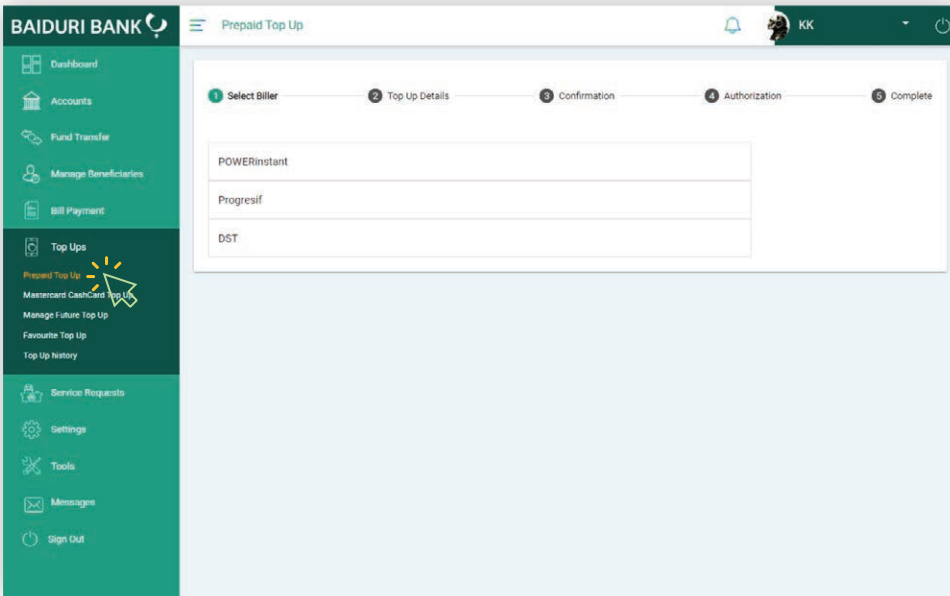 BAIDURI BANK
Prepaid Top Up
KK
Dashboard
Accounts
Fund Transfer
Manage Beneficiaries
Bill Payment
Top Ups
Prepaid Top Up
Mastercard CashCard Top Up
Manage Future Top Up
Favourite Top Up
Top Up history
Service Requests
Settings
Tools
Messages
Sign Out
1 Select Biller
2 Top Up Details
3 Confirmation
4 Authorization
5 Complete
POWERinstant
Progresif
DST